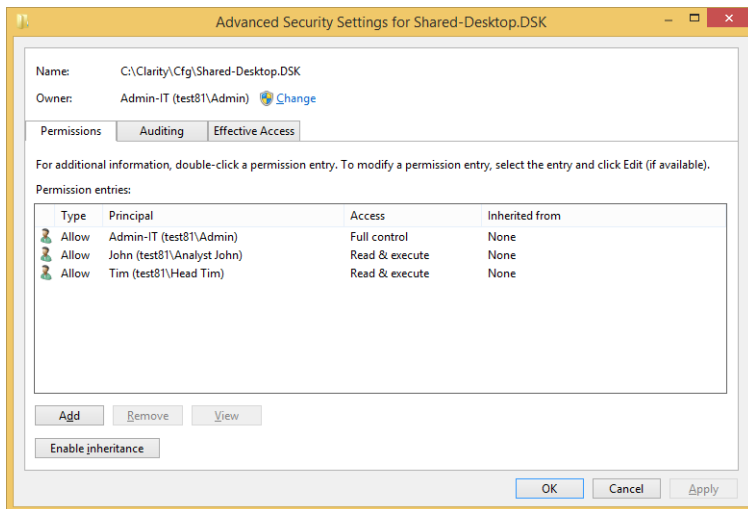 Advanced Security Settings for Shared-Desktop.DSK
Name: C:\Clarity\Cfg\Shared-Desktop.DSK
Owner: Admin-IT (test81\Admin) Change
Permissions Auditing Effective Access
For additional information, double-click a permission entry. To modify a permission entry, select the entry and click Edit (if available).
Permission entries:
Type Principal Access Inherited from
Allow Admin-IT (test81\Admin) Full control None
Allow John (test81\Analyst John) Read & execute None
Allow Tim (test81\Head Tim) Read & execute None
Add Remove View
Enable inheritance
OK Cancel Apply